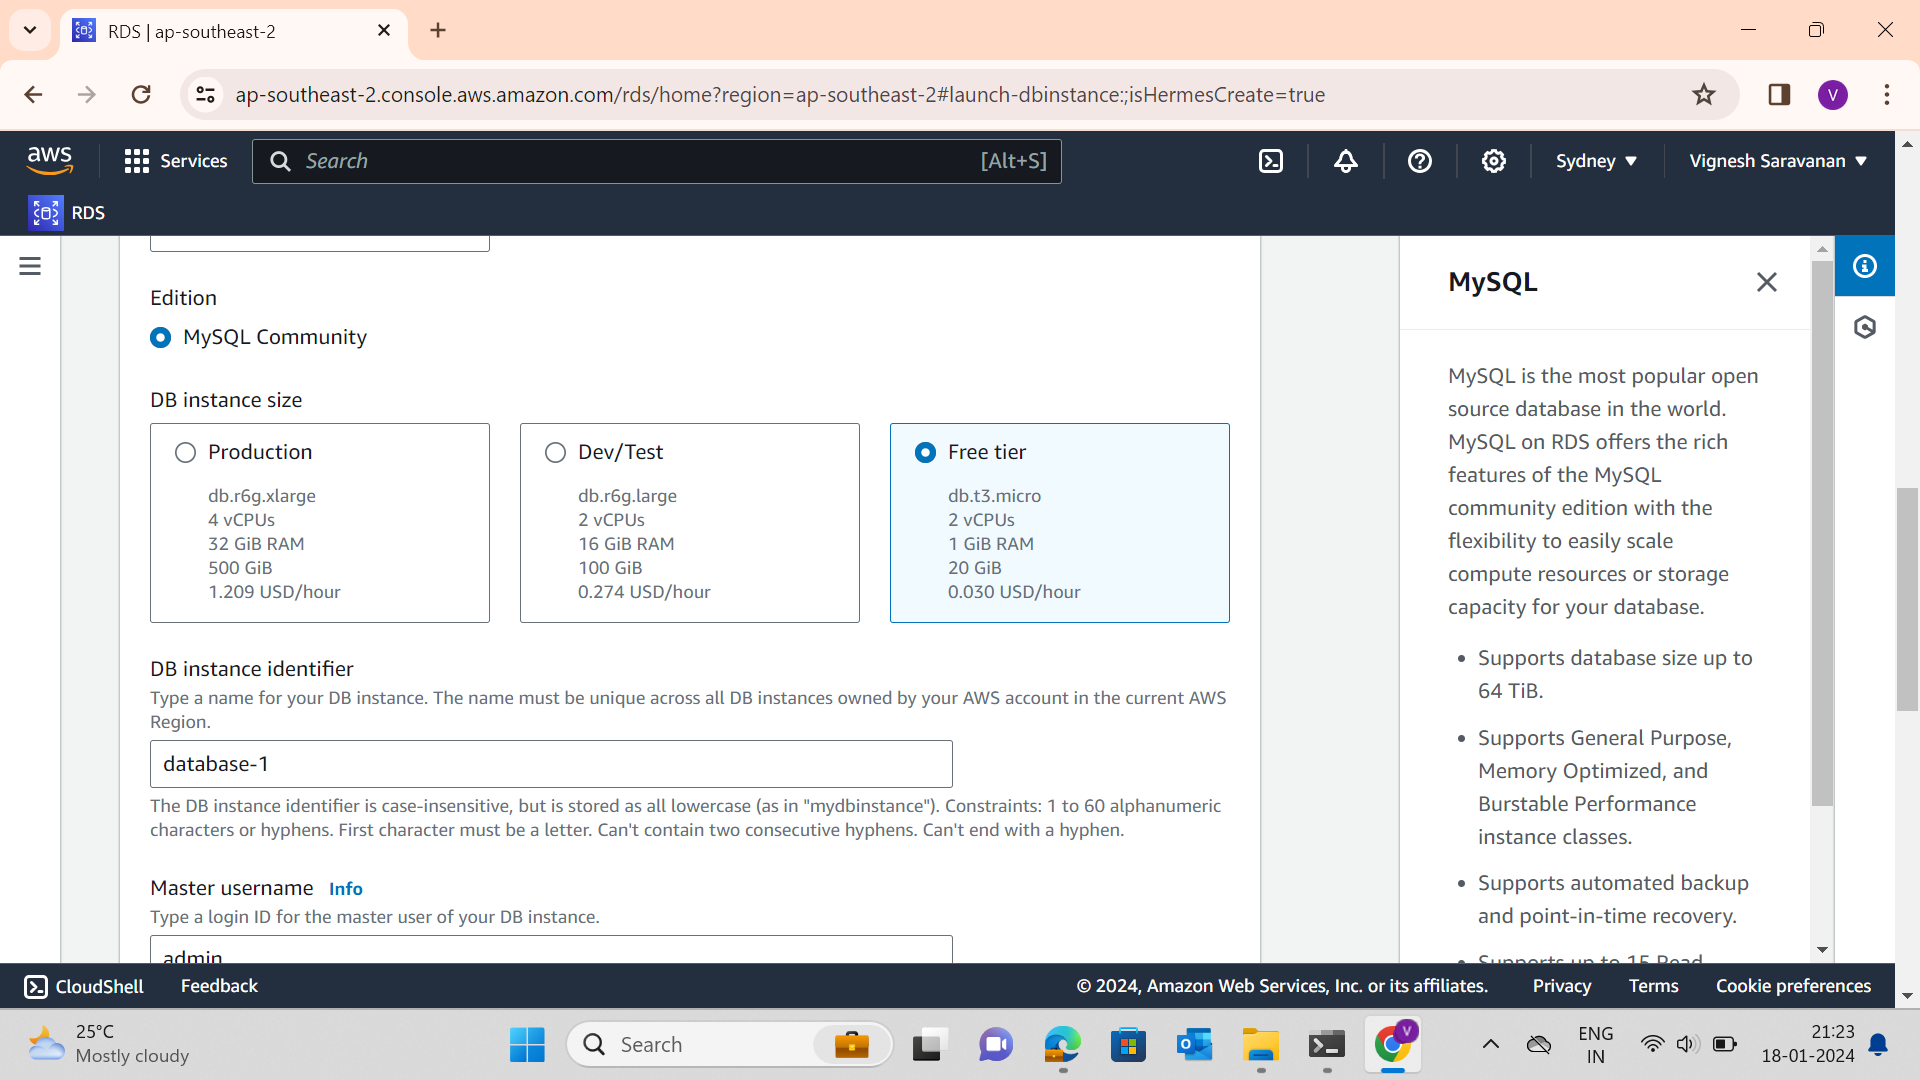 RDS | ap-southeast-2
ap-southeast-2.console.aws.amazon.com/rds/home?region=ap-southeast-2#launch-dbinstance:;isHermesCreate=true
V
aws
Services
Search
[Alt+S]
Sydney ▼
Vignesh Saravanan ▼
RDS
Edition
MySQL Community
DB instance size
Production
db.r6g.xlarge
4 vCPUs
32 GiB RAM
500 GiB
1.209 USD/hour
Dev/Test
db.r6g.large
2 vCPUs
16 GiB RAM
100 GiB
0.274 USD/hour
Free tier
db.t3.micro
2 vCPUs
1 GiB RAM
20 GiB
0.030 USD/hour
DB instance identifier
Type a name for your DB instance. The name must be unique across all DB instances owned by your AWS account in the current AWS
Region.
database-1
The DB instance identifier is case-insensitive, but is stored as all lowercase (as in "mydbinstance"). Constraints: 1 to 60 alphanumeric
characters or hyphens. First character must be a letter. Can't contain two consecutive hyphens. Can't end with a hyphen.
Master username Info
Type a login ID for the master user of your DB instance.
admin
MySQL
MySQL is the most popular open
source database in the world.
MySQL on RDS offers the rich
features of the MySQL
community edition with the
flexibility to easily scale
compute resources or storage
capacity for your database.
• Supports database size up to
64 TiB.
• Supports General Purpose,
Memory Optimized, and
Burstable Performance
instance classes.
• Supports automated backup
and point-in-time recovery.
• Supports up to 15 Read
CloudShell
Feedback
© 2024, Amazon Web Services, Inc. or its affiliates.
Privacy
Terms
Cookie preferences
25°C
Mostly cloudy
Search
V
ENG
IN
21:23
18-01-2024